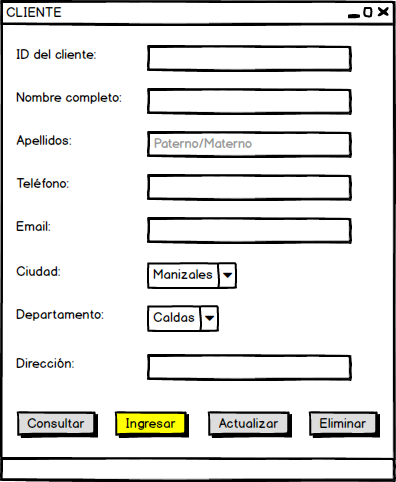 CLIENTE
ID del cliente:
Nombre completo:
Apellidos: Paterno/Materno
Teléfono:
Email:
Ciudad: Manizales
Departamento: Caldas
Dirección:
Consultar Ingresar Actualizar Eliminar